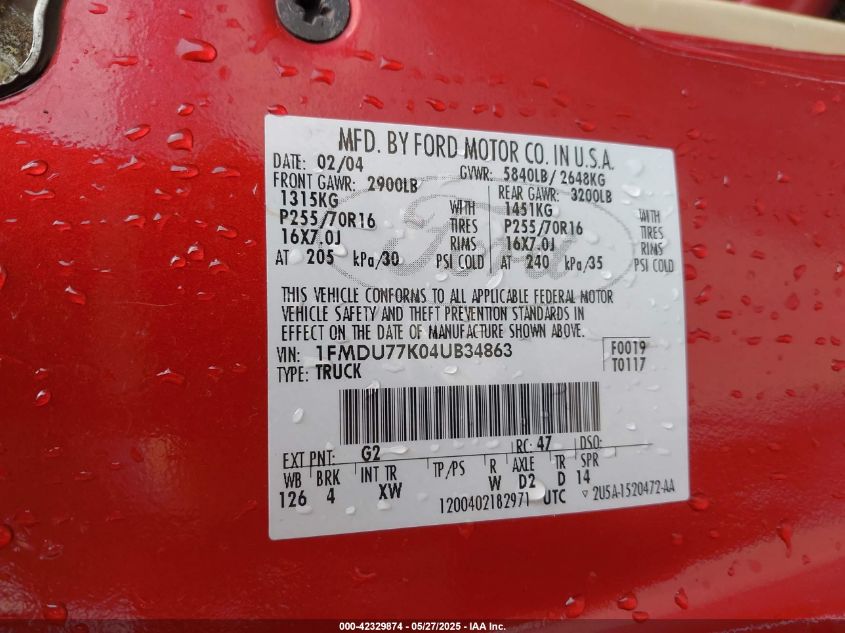 MFD. BY FORD MOTOR CO. IN U.S.A.
DATE: 02/04 GVWR: 5840LB/ 2648KG
FRONT GAWR: 2900LB REAR GAWR: 3200LB
1315KG WITH 1451KG WITH
P255/70R16 TIRES P255/70R16 TIRES
16X7.0J RIMS 16X7.0J RIMS
AT 205 kPa/30 PSI COLD AT 240 kPa/35 PSI COLD
Ford
THIS VEHICLE CONFORMS TO ALL APPLICABLE FEDERAL MOTOR
VEHICLE SAFETY AND THEFT PREVENTION STANDARDS IN
EFFECT ON THE DATE OF MANUFACTURE SHOWN ABOVE.
VIN: 1FMDU77K04UB34863 F0019
TYPE: TRUCK T0117
EXT PNT: G2 RC: 47 DSO:
WB BRK INT TR TP/PS R AXLE TR SPR
126 4 XW W D2 D 14
1200402182971 UTC ▽ 2U5A-1520472-AA
000-42329874 / 05/27/2025 - IAA Inc.